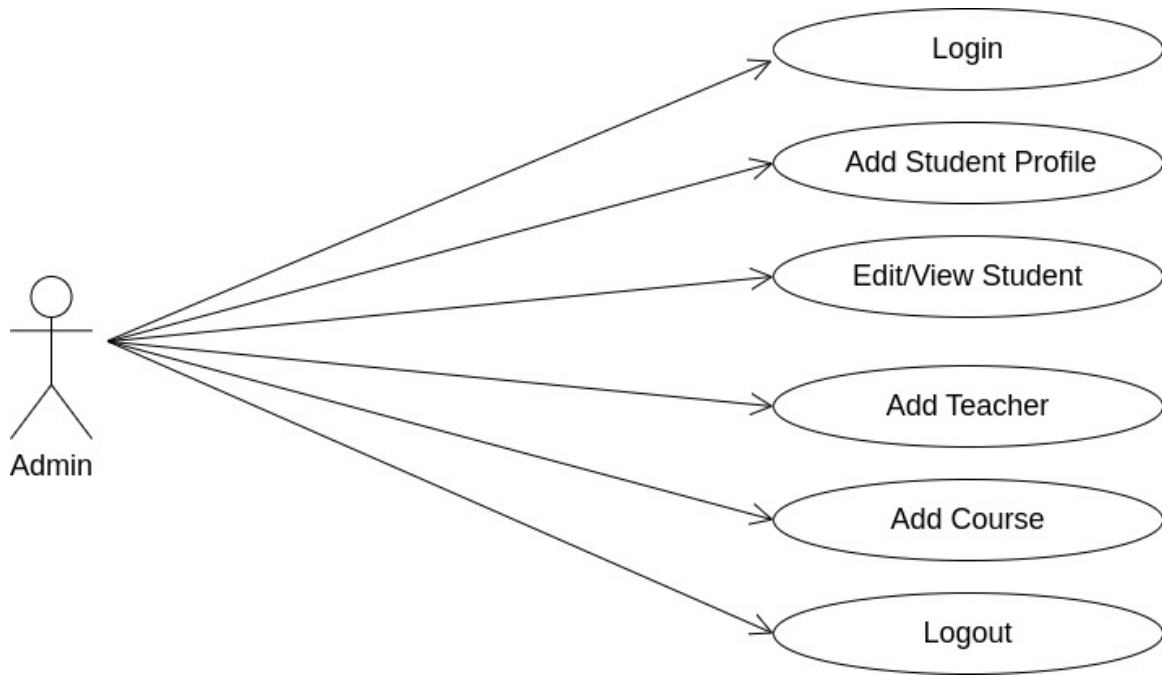 Login
Add Student Profile
Edit/View Student
Add Teacher
Admin
Add Course
Logout